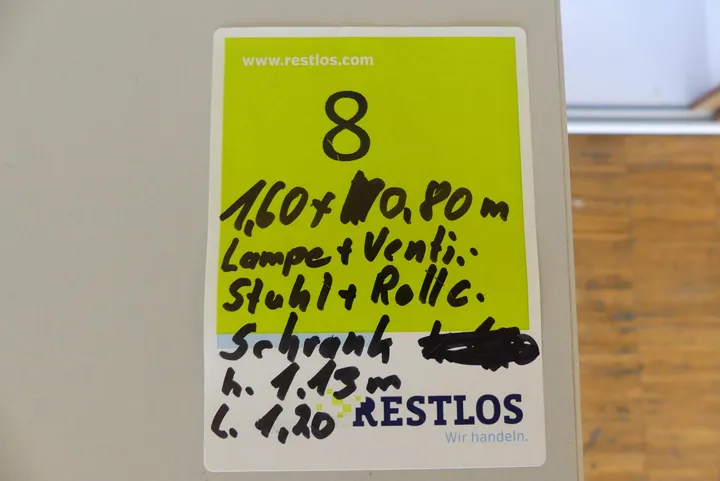 www.restlos.com
8
1,60 + 0,80 m
Lampe + Venti.
Stuhl + Rollc.
Schrank
h. 1.13 m
l. 1,20
RESTLOS
Wir handeln.